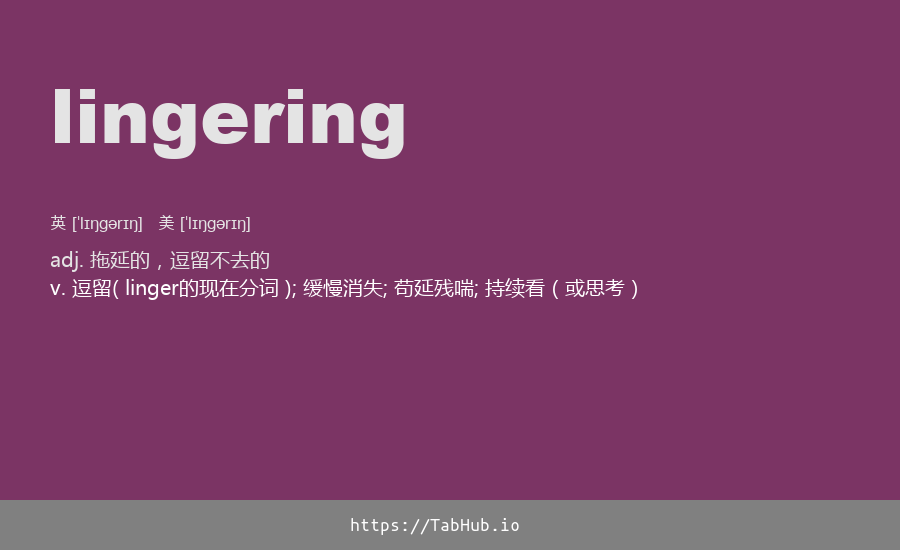 lingering
英 [ˈlɪŋɡərɪŋ] 美 [ˈlɪŋɡərɪŋ]
adj. 拖延的，逗留不去的
v. 逗留( linger的现在分词 ); 缓慢消失; 苟延残喘; 持续看（或思考）
https://TabHub.io